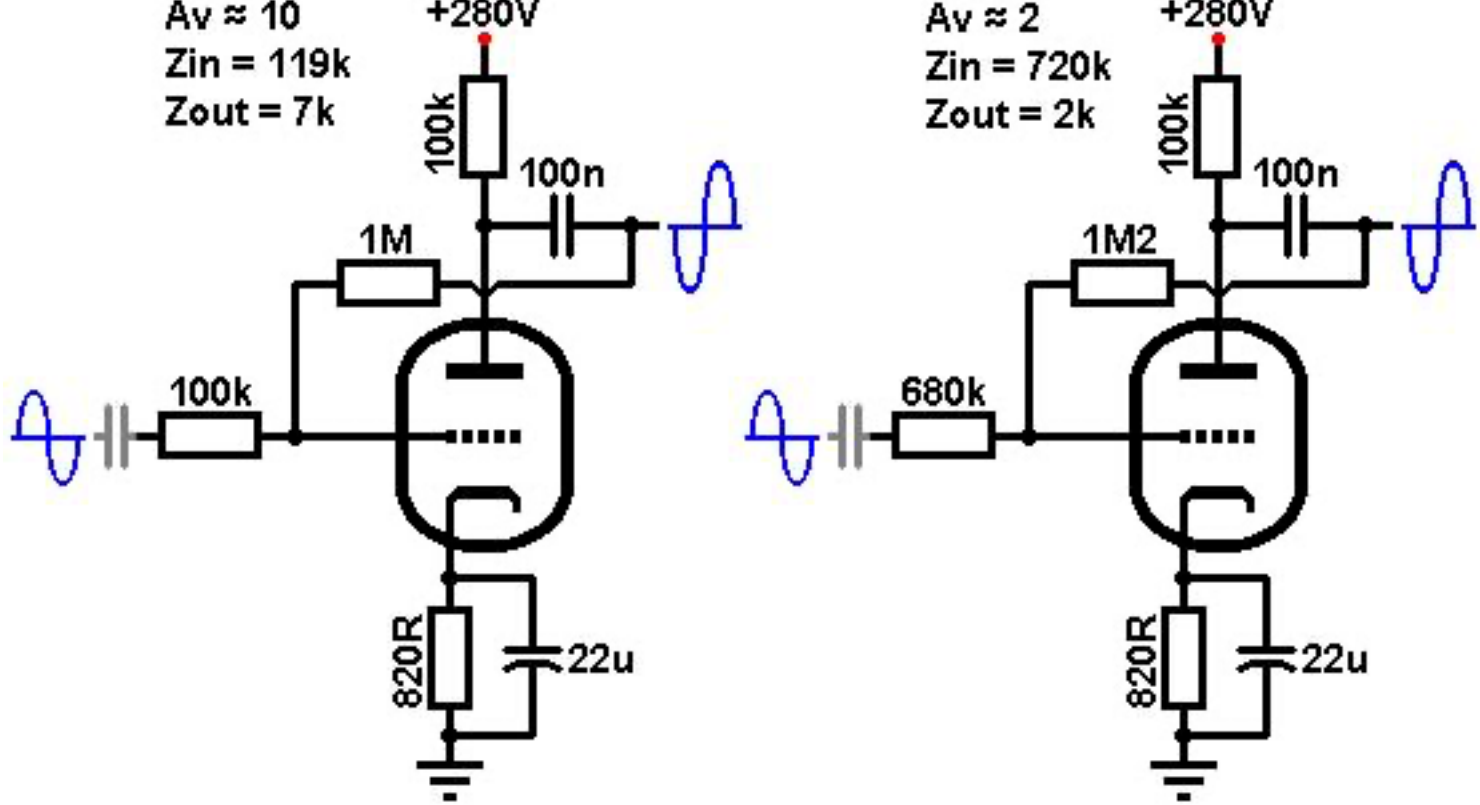 Av ≈ 10
Zin = 119k
Zout = 7k
+280V
100k
100n
1M
100k
820R
22u
Av ≈ 2
Zin = 720k
Zout = 2k
+280V
100k
100n
1M2
680k
820R
22u